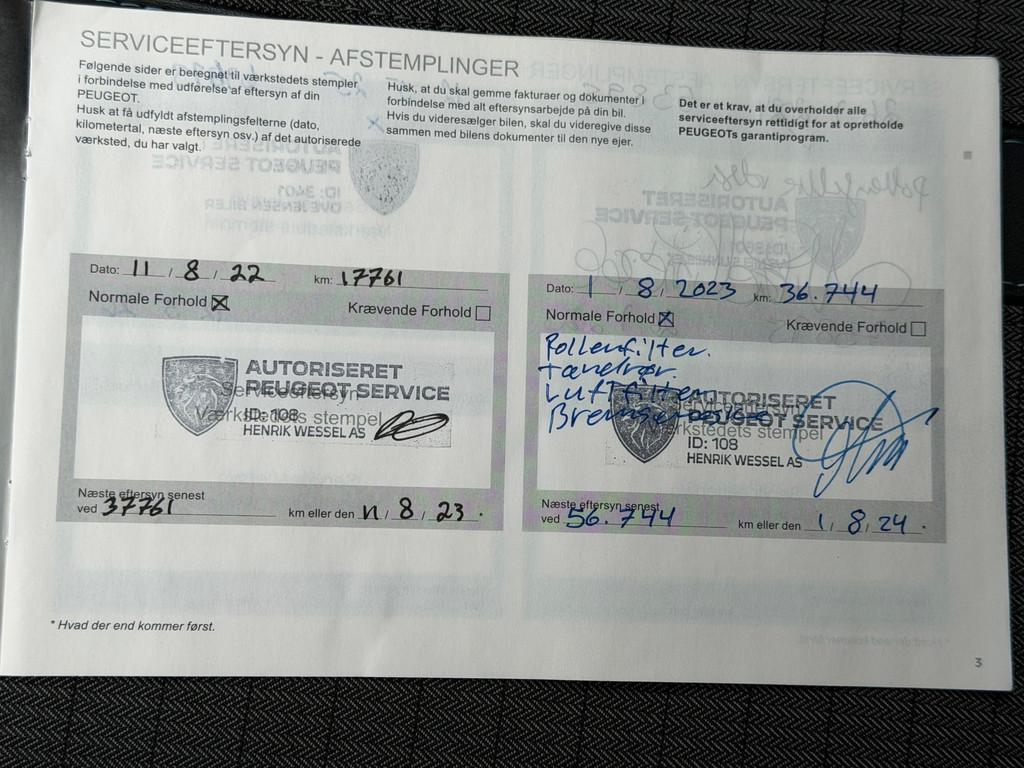 SERVICEEFTERSYN - AFSTEMPLINGER
Følgende sider er beregnet til værkstedets stempler
i forbindelse med udførelse af eftersyn af din
PEUGEOT.
Husk at få udfyldt afstemplingsfelterne (dato,
kilometertal, næste eftersyn osv.) af det autoriserede
værksted, du har valgt.
Husk, at du skal gemme fakturaer og dokumenter i
forbindelse med alt eftersynsarbejde på din bil.
Hvis du videresælger bilen, skal du videregive disse
sammen med bilens dokumenter til den nye ejer.
Det er et krav, at du overholder alle
serviceeftersyn rettidigt for at opretholde
PEUGEOTs garantiprogram.
Dato: 11 / 8 / 22 km: 17761
Normale Forhold ☒ Krævende Forhold ☐
AUTORISERET
PEUGEOT SERVICE
Serviceeftersyn
Værkstedets stempel
ID: 108
HENRIK WESSEL AS
Næste eftersyn senest
ved 37761 km eller den 11 / 8 / 23 .
Dato: 1 / 8 / 2023 km: 36.744
Normale Forhold ☒ Krævende Forhold ☐
Pollenfilter.
tændrør.
Luftfilter
AUTORISERET
PEUGEOT SERVICE
Værkstedets stempel
ID: 108
HENRIK WESSEL AS
Næste eftersyn senest
ved 56.744 km eller den 1 / 8 / 24 .
* Hvad der end kommer først.
3